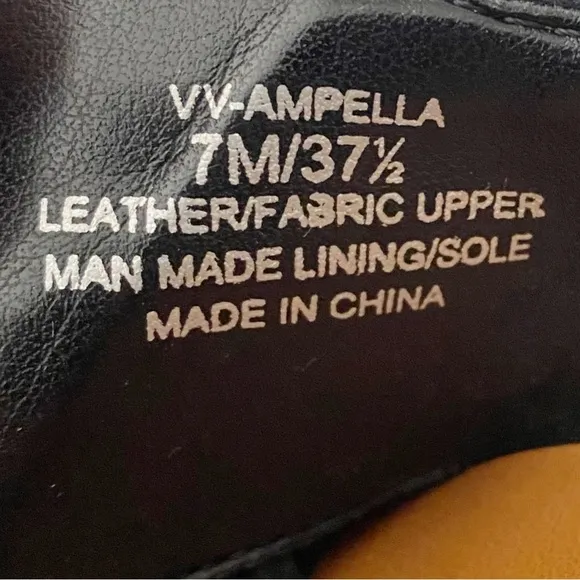 VV-AMPELLA
7M/37½
LEATHER/FABRIC UPPER
MAN MADE LINING/SOLE
MADE IN CHINA